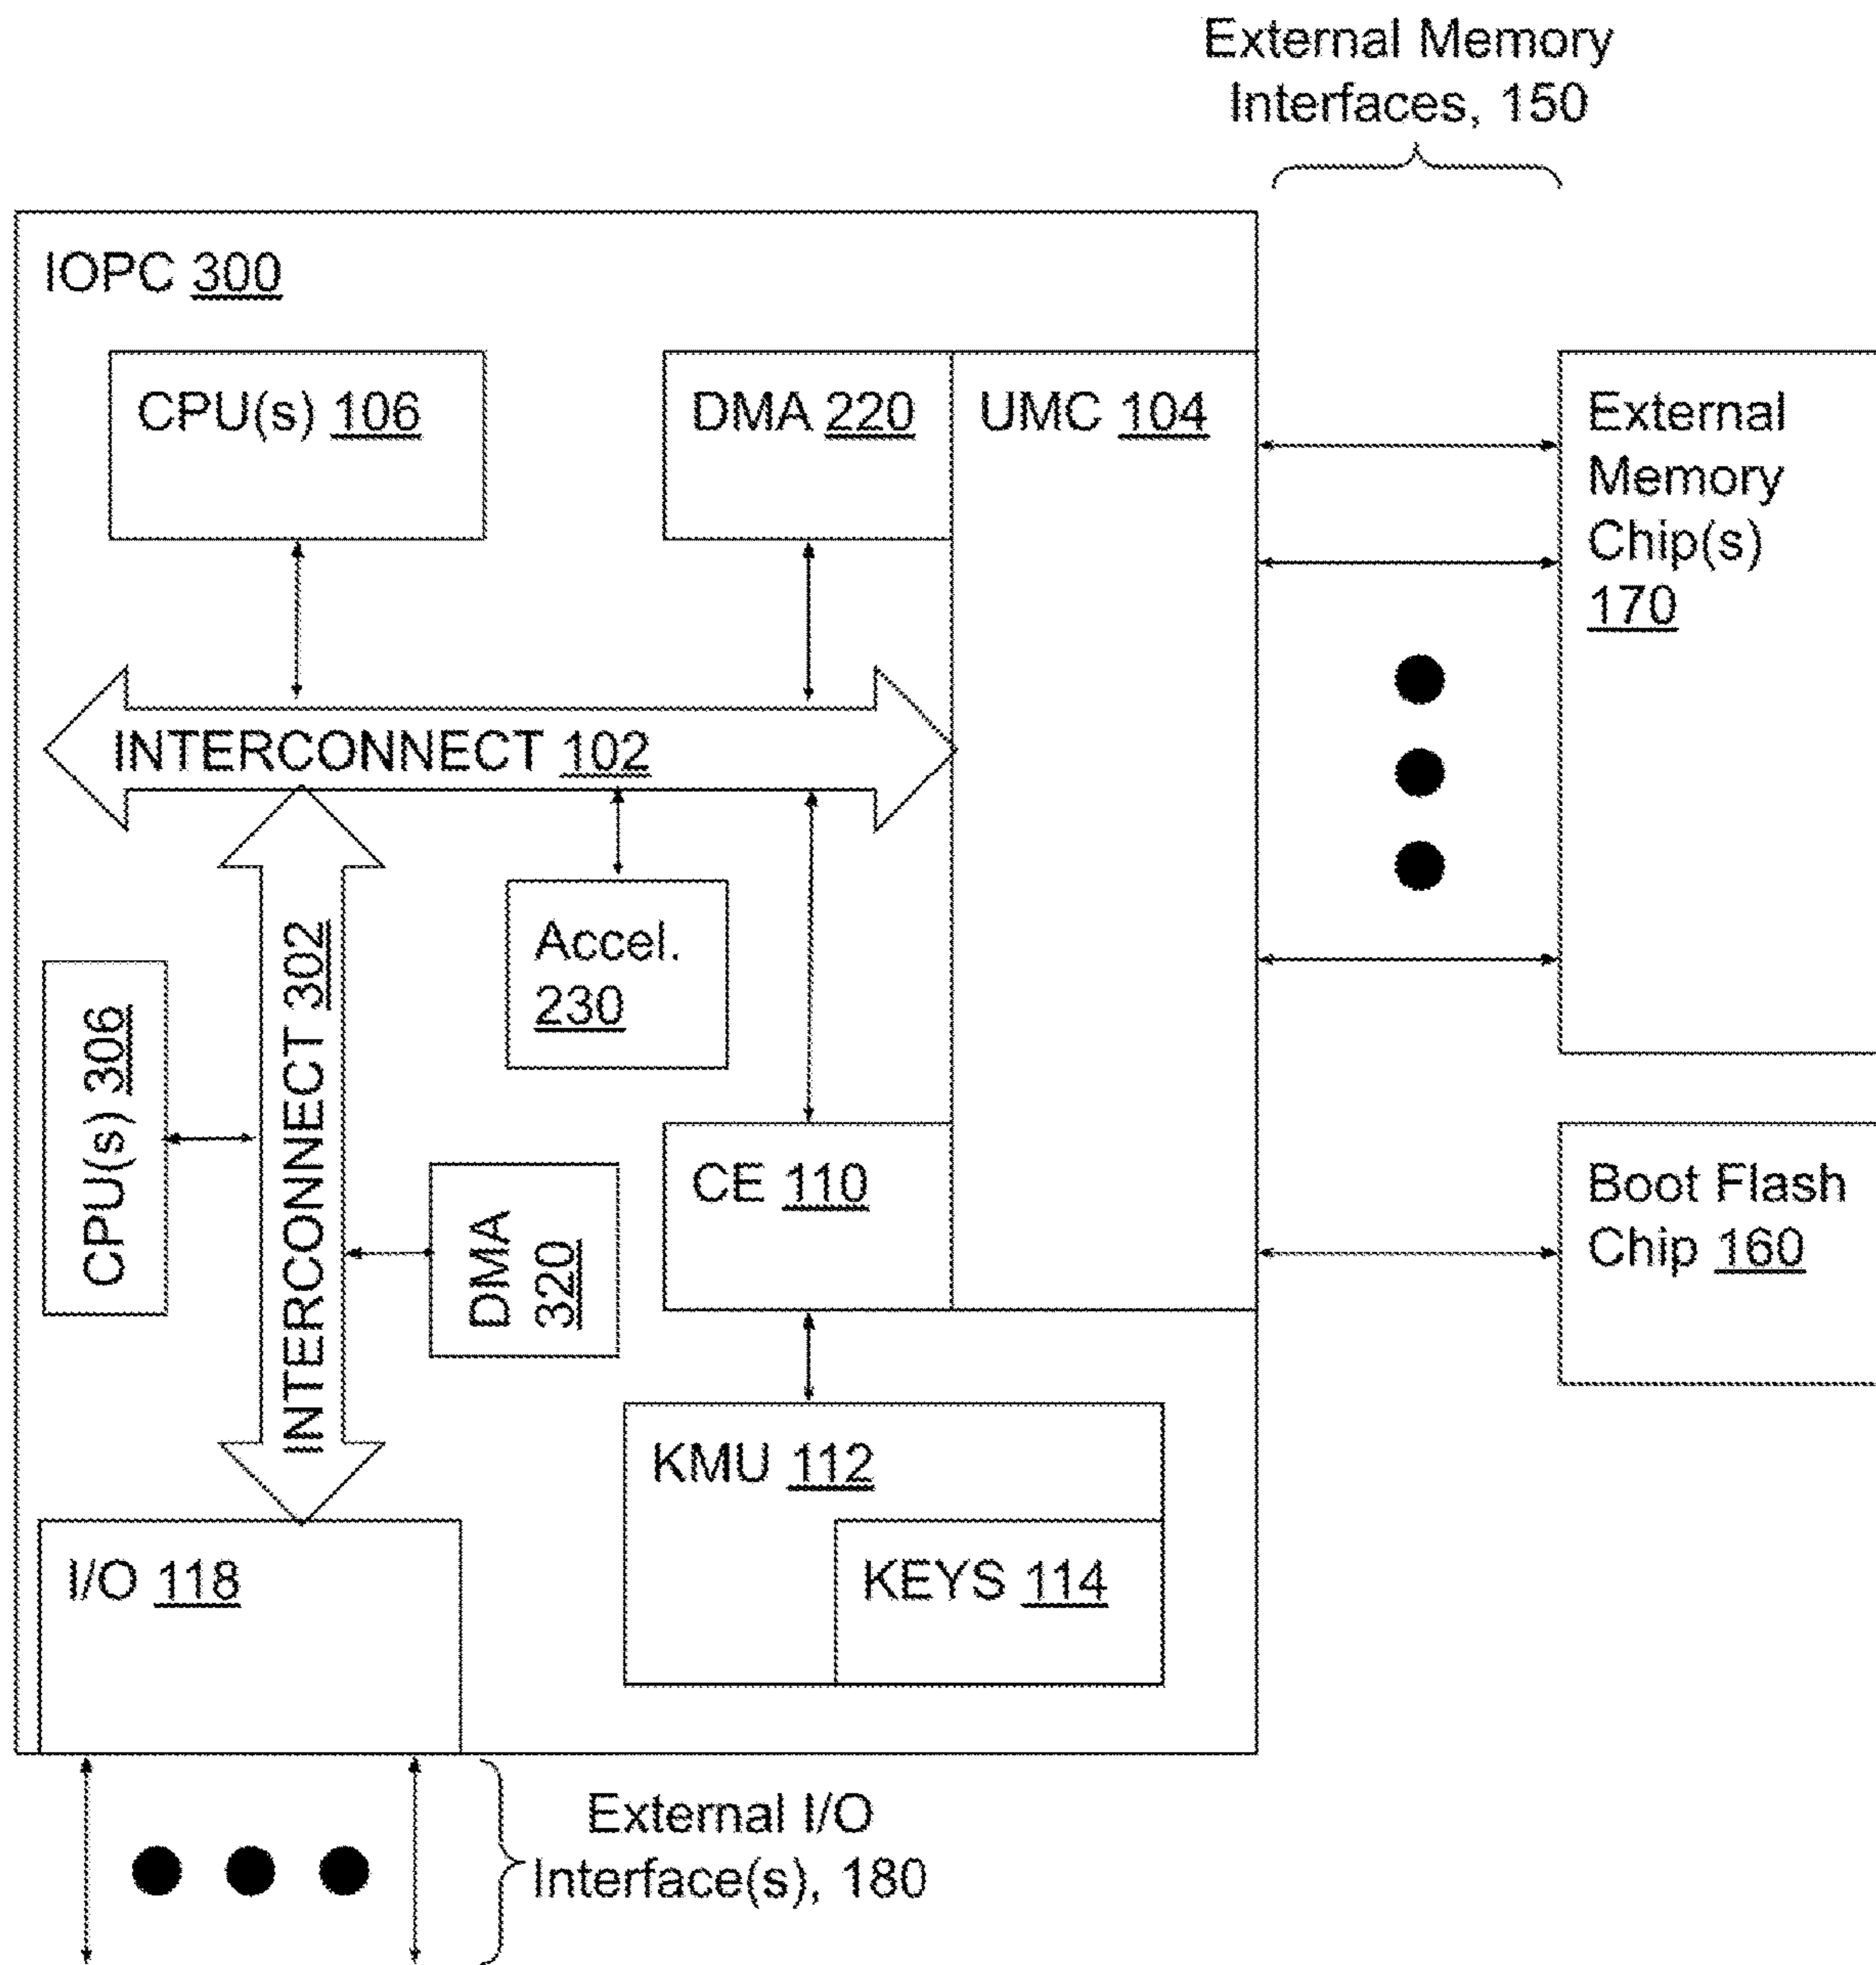 External Memory
Interfaces, 150
IOPC 300
CPU(s) 106
DMA 220
UMC 104
External
Memory
Chip(s)
170
INTERCONNECT 102
INTERCONNECT 302
Accel.
230
CPU(s) 306
DMA
320
CE 110
Boot Flash
Chip 160
KMU 112
KEYS 114
I/O 118
External I/O
Interface(s), 180